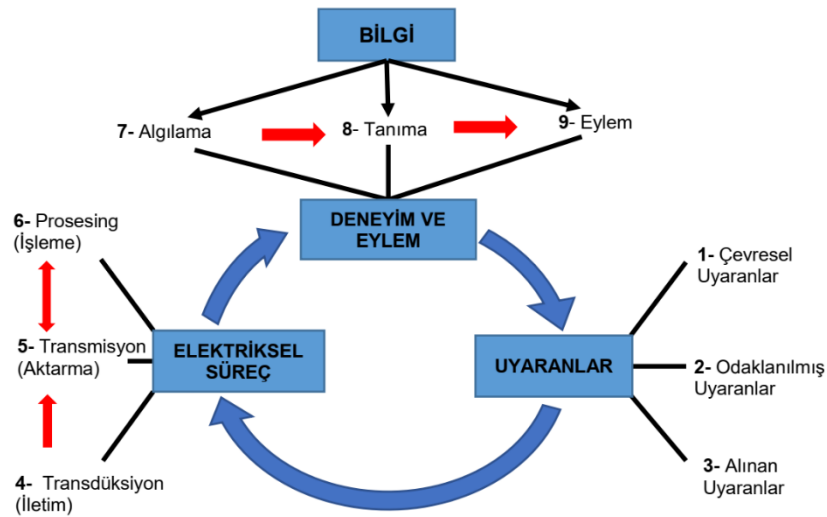 BİLGİ
7- Algılama
8- Tanıma
9- Eylem
DENEYİM VE
EYLEM
6- Prosesing
(İşleme)
5- Transmisyon
(Aktarma)
4- Transdüksiyon
(İletim)
ELEKTRİKSEL
SÜREÇ
UYARANLAR
1- Çevresel
Uyaranlar
2- Odaklanılmış
Uyaranlar
3- Alınan
Uyaranlar